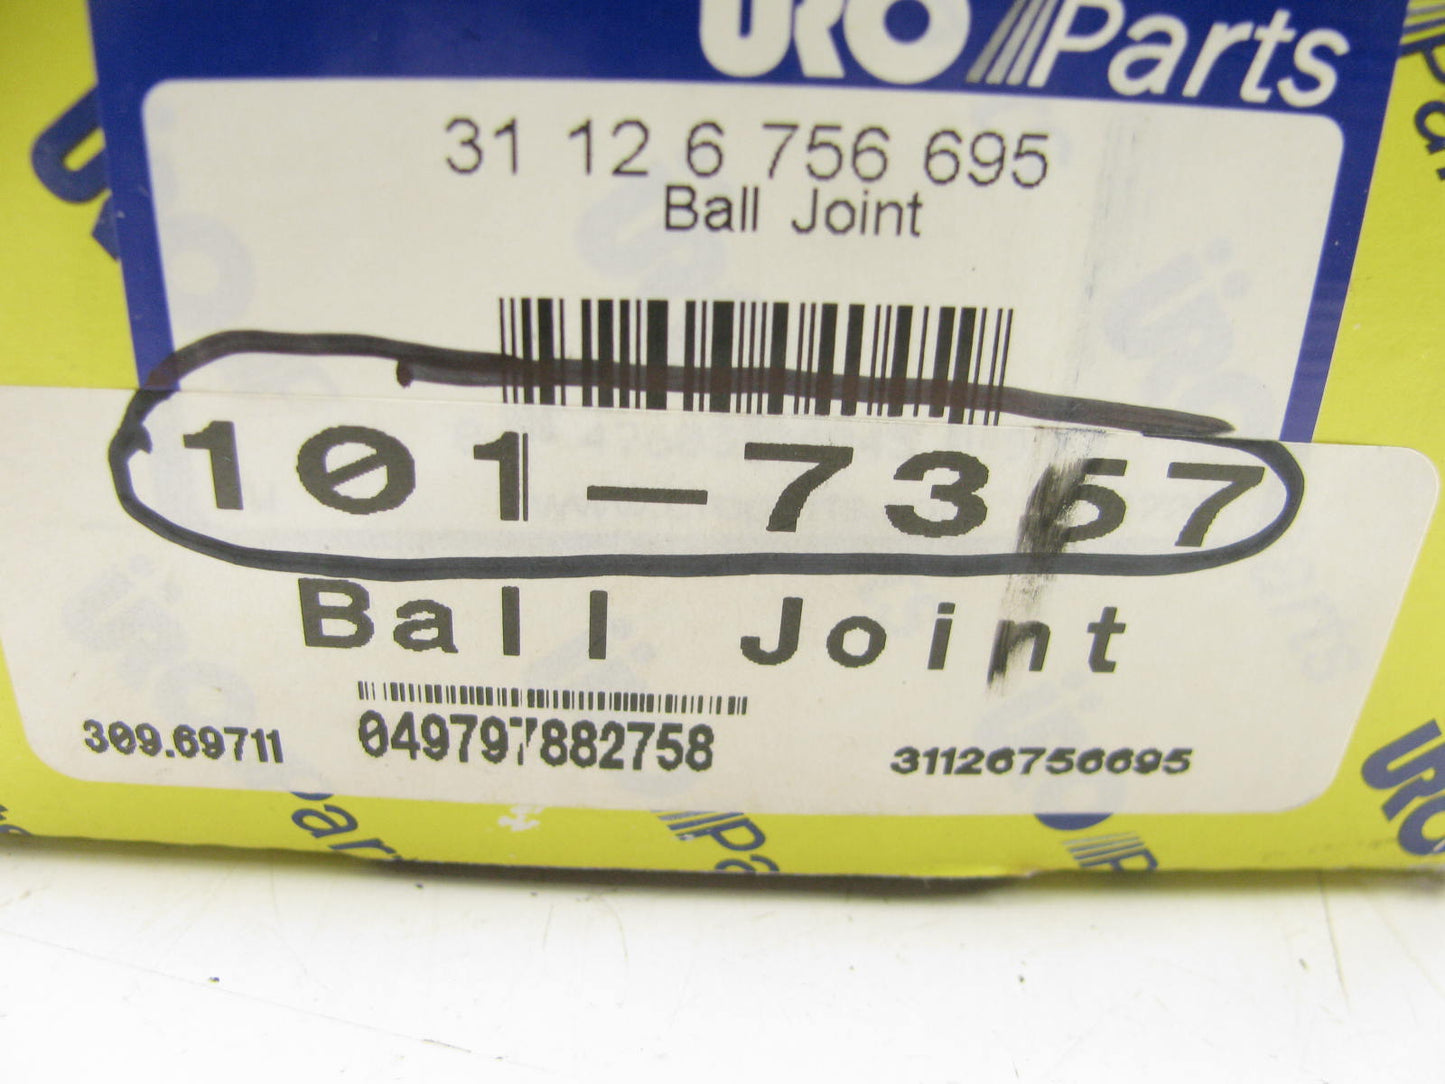 URO Parts
31 12 6 756 695
Ball Joint
101-7357
Ball Joint
049797882758
309.69711
31126756695